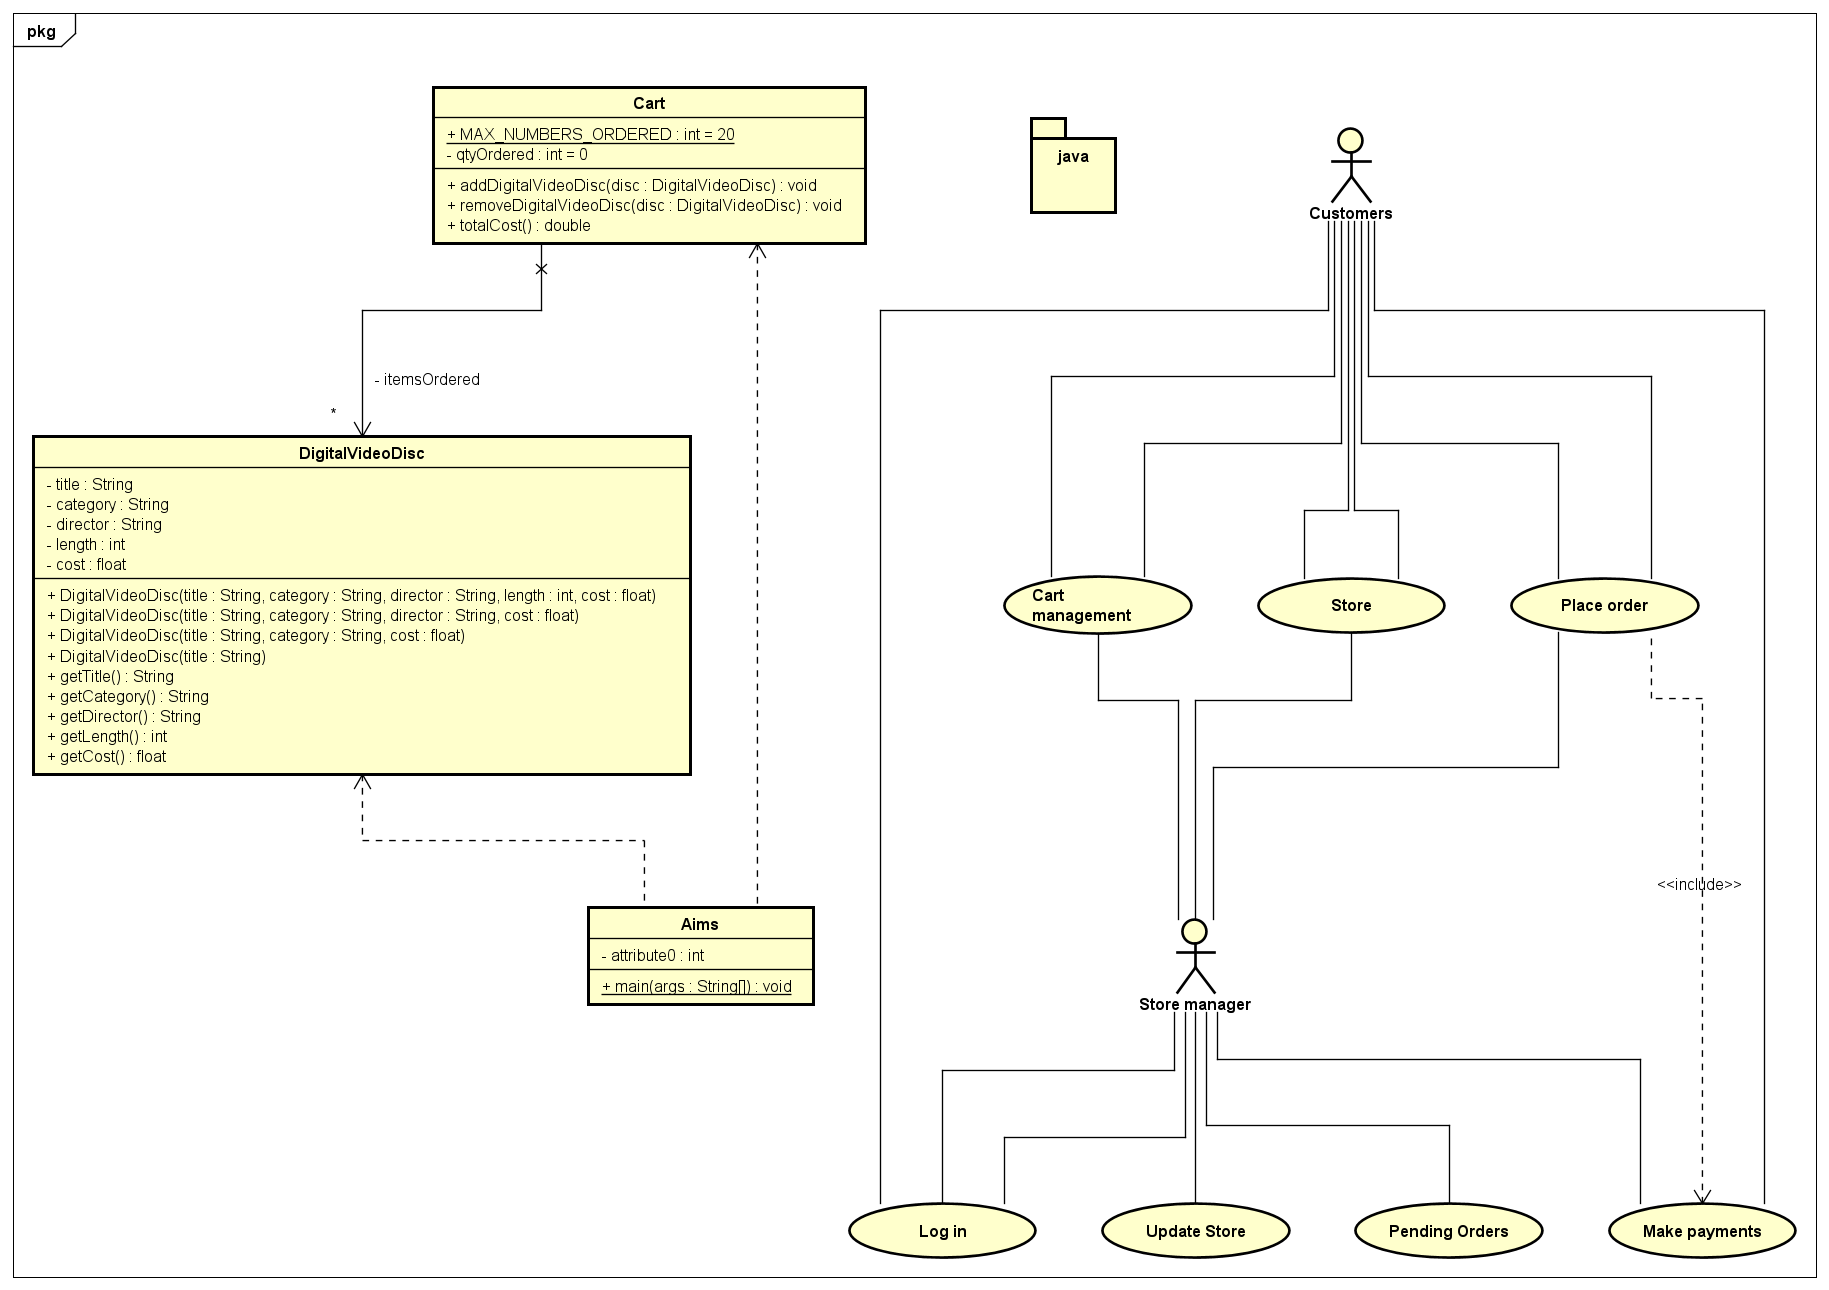 pkg
Cart
+ MAX_NUMBERS_ORDERED : int = 20
- qtyOrdered : int = 0
+ addDigitalVideoDisc(disc : DigitalVideoDisc) : void
+ removeDigitalVideoDisc(disc : DigitalVideoDisc) : void
+ totalCost() : double
java
Customers
- itemsOrdered
*
DigitalVideoDisc
- title : String
- category : String
- director : String
- length : int
- cost : float
+ DigitalVideoDisc(title : String, category : String, director : String, length : int, cost : float)
+ DigitalVideoDisc(title : String, category : String, director : String, cost : float)
+ DigitalVideoDisc(title : String, category : String, cost : float)
+ DigitalVideoDisc(title : String)
+ getTitle() : String
+ getCategory() : String
+ getDirector() : String
+ getLength() : int
+ getCost() : float
Cart
management
Store
Place order
<<include>>
Aims
- attribute0 : int
+ main(args : String[]) : void
Store manager
Log in
Update Store
Pending Orders
Make payments